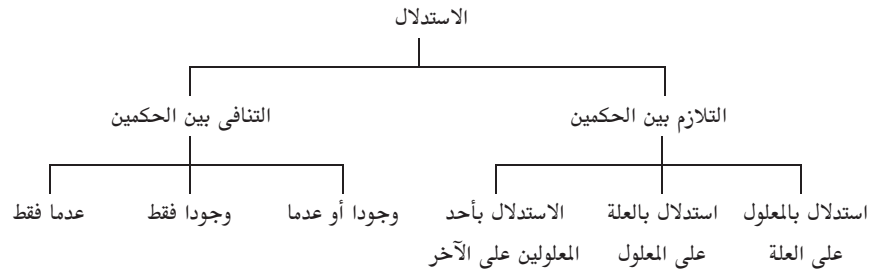 الاستدلال
التلازم بين الحكمين
التنافى بين الحكمين
استدلال بالمعلول
على العلة
استدلال بالعلة
على المعلول
الاستدلال بأحد
المعلولين على الآخر
وجودا أو عدما
وجودا فقط
عدما فقط